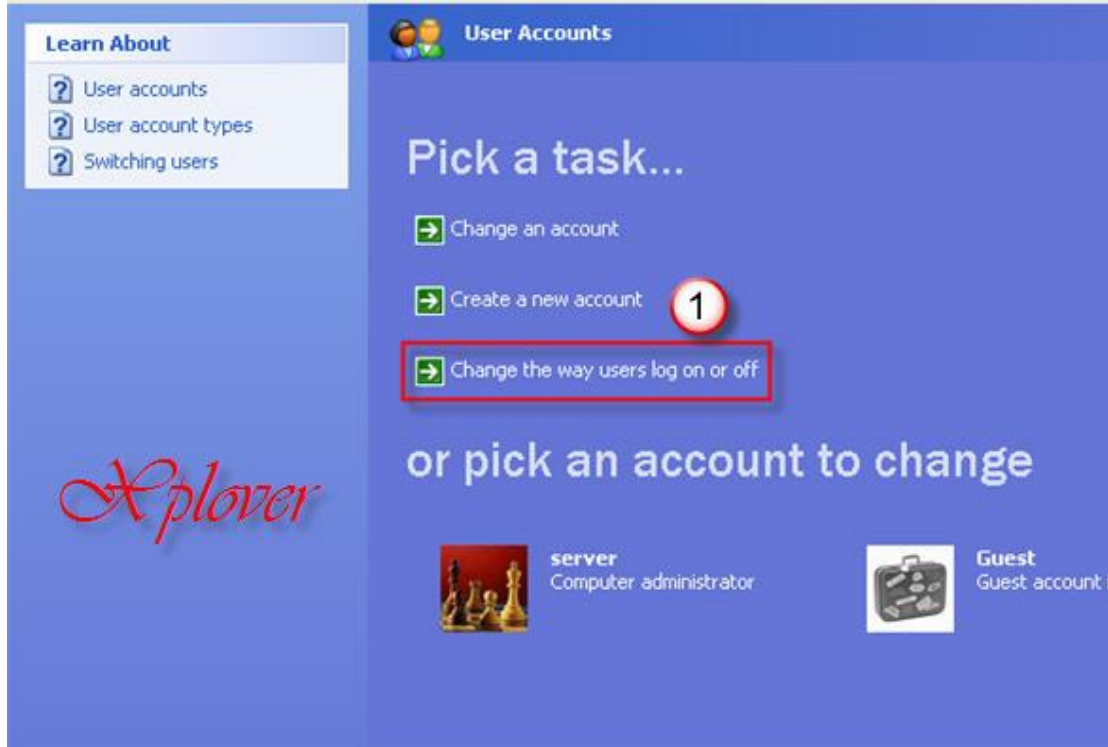 Learn About
User accounts
User account types
Switching users
User Accounts
Pick a task...
Change an account
Create a new account
1
Change the way users log on or off
or pick an account to change
Xplover
server
Computer administrator
Guest
Guest account